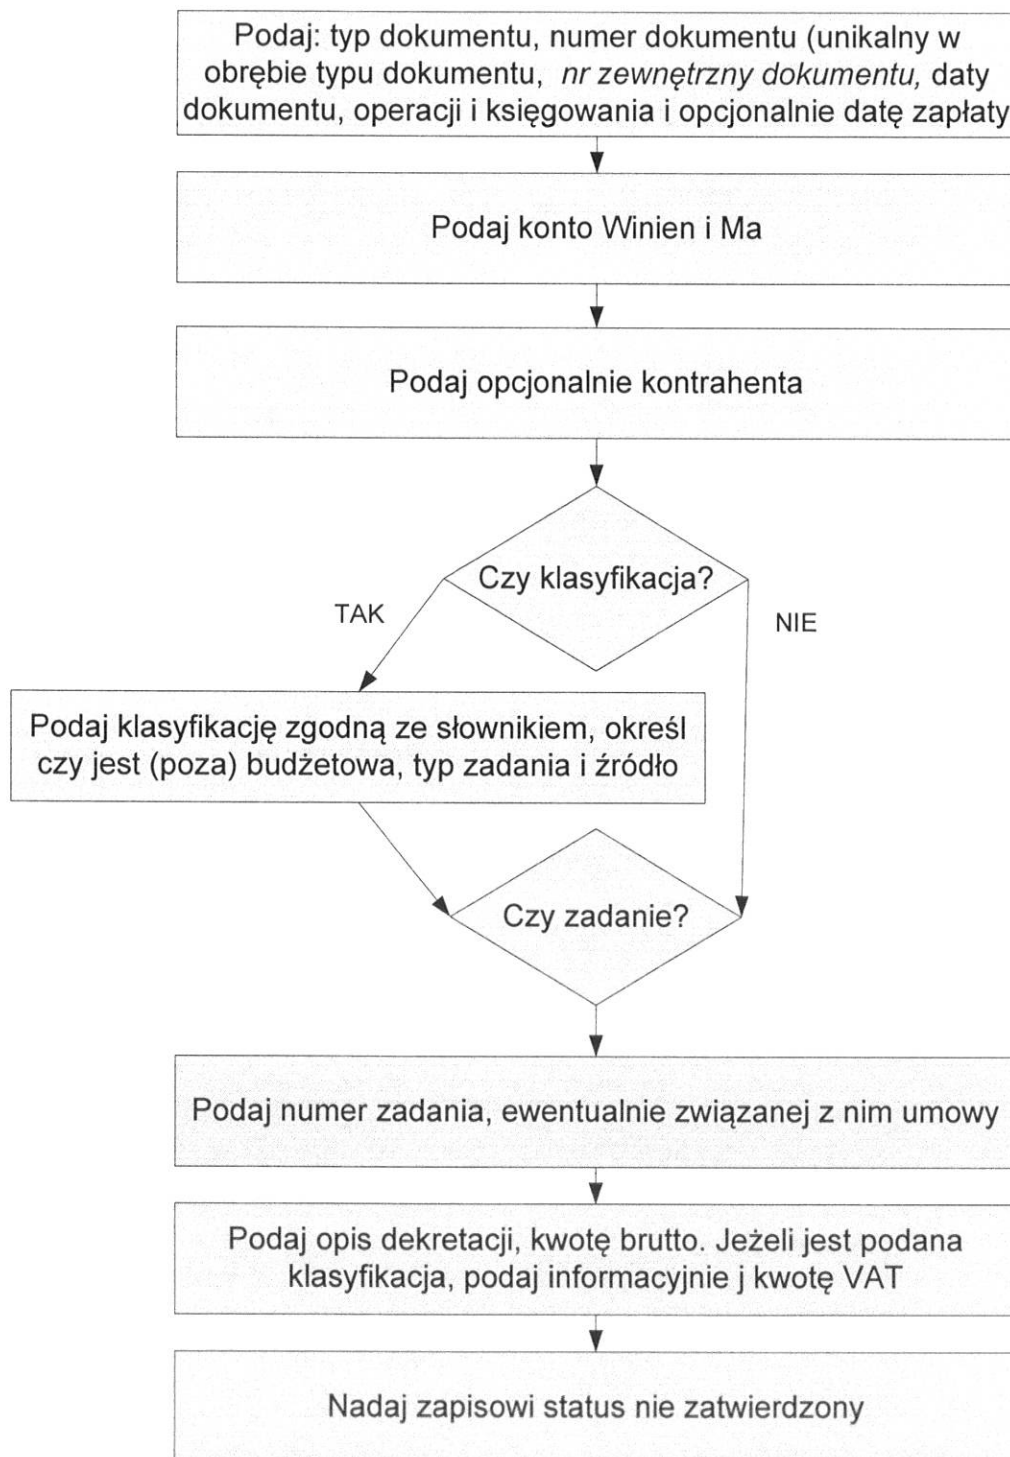 Podaj: typ dokumentu, numer dokumentu (unikalny w
obrębie typu dokumentu, nr zewnętrzny dokumentu, daty
dokumentu, operacji i księgowania i opcjonalnie datę zapłaty
Podaj konto Winien i Ma
Podaj opcjonalnie kontrahenta
Czy klasyfikacja?
TAK
NIE
Podaj klasyfikację zgodną ze słownikiem, określ
czy jest (poza) budżetowa, typ zadania i źródło
Czy zadanie?
Podaj numer zadania, ewentualnie związanej z nim umowy
Podaj opis dekretacji, kwotę brutto. Jeżeli jest podana
klasyfikacja, podaj informacyjnie j kwotę VAT
Nadaj zapisowi status nie zatwierdzony